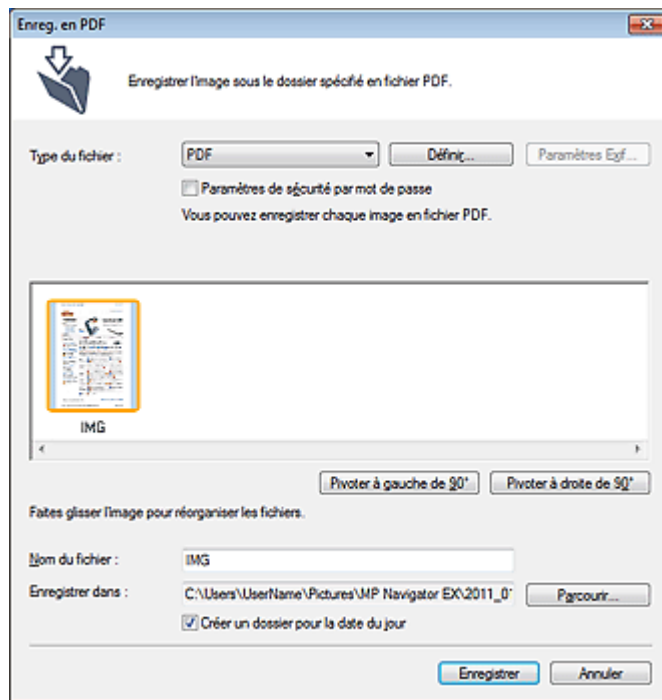 Enreg. en PDF
Enregistrer l'image sous le dossier spécifié en fichier PDF.
Type du fichier : PDF Définir... Paramètres Exf...
Paramètres de sécurité par mot de passe
Vous pouvez enregistrer chaque image en fichier PDF.
IMG
Pivoter à gauche de 90° Pivoter à droite de 90°
Faites glisser l'image pour réorganiser les fichiers.
Nom du fichier : IMG
Enregistrer dans : C:\Users\UserName\Pictures\MP Navigator EX\2011_0 Parcourir...
Créer un dossier pour la date du jour
Enregistrer Annuler